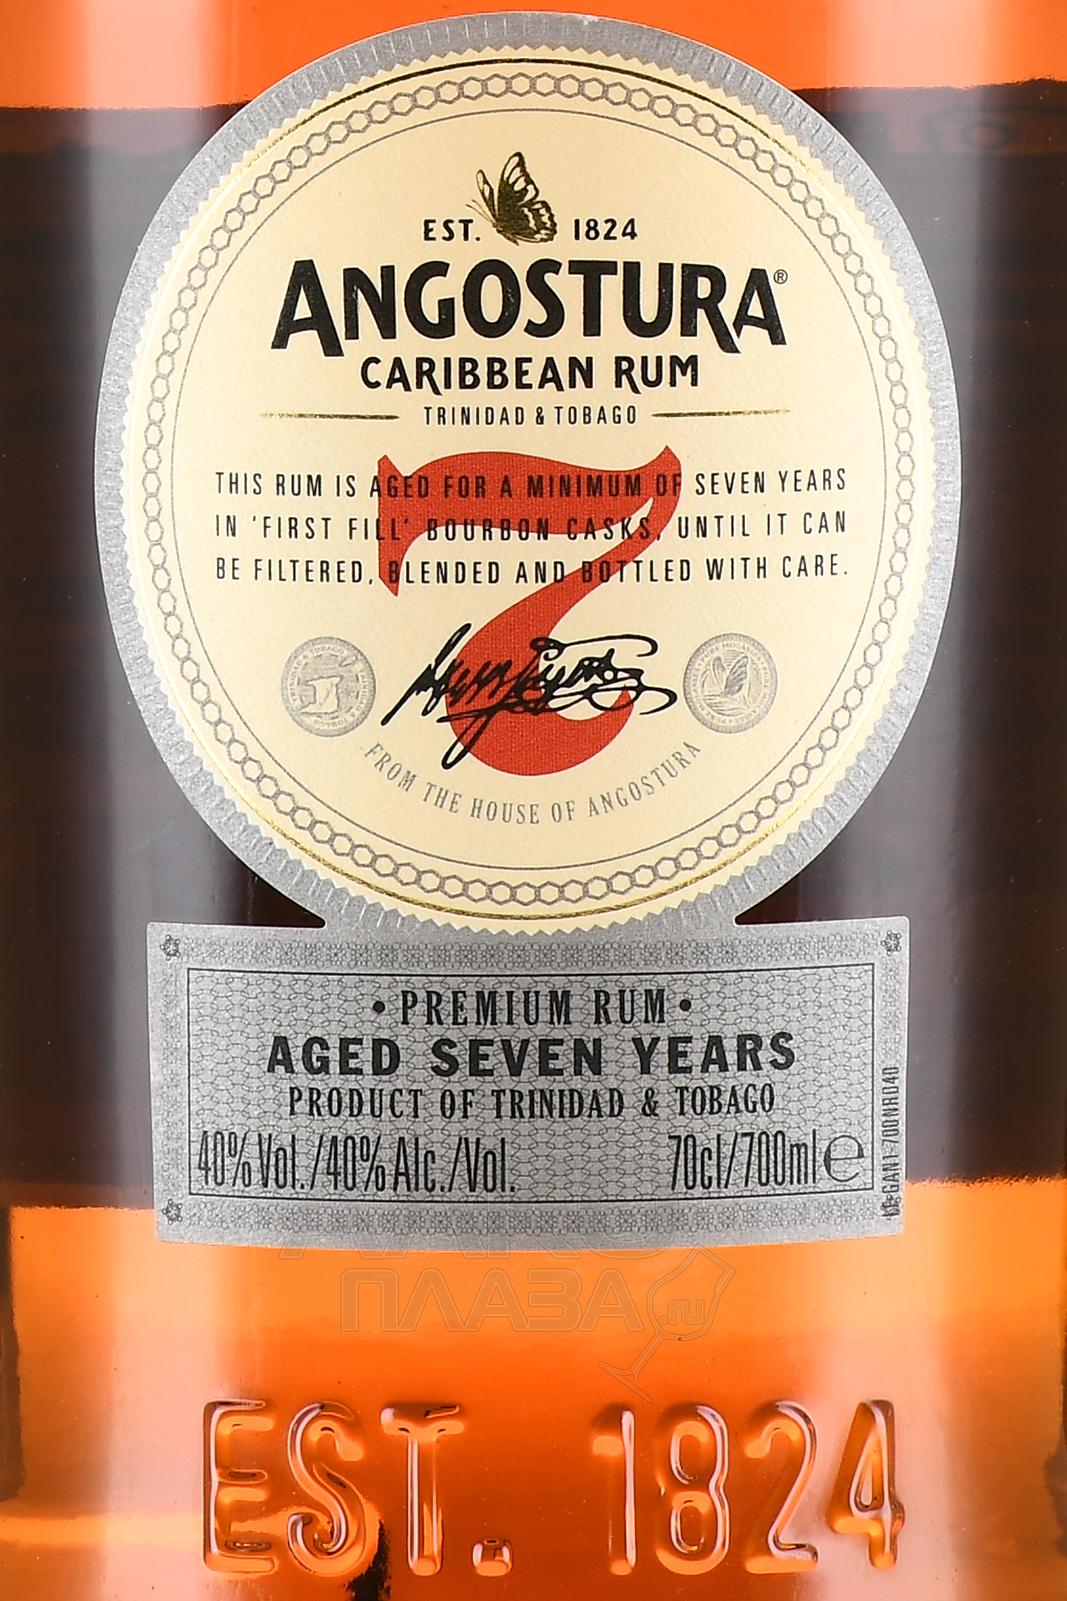 EST. 1824
ANGOSTURA®
CARIBBEAN RUM
TRINIDAD & TOBAGO
7
THIS RUM IS AGED FOR A MINIMUM OF SEVEN YEARS
IN 'FIRST FILL' BOURBON CASKS, UNTIL IT CAN
BE FILTERED, BLENDED AND BOTTLED WITH CARE.
FROM THE HOUSE OF ANGOSTURA
• PREMIUM RUM •
AGED SEVEN YEARS
PRODUCT OF TRINIDAD & TOBAGO
40% Vol./40% Alc./Vol. 70cl/700ml e
ПЛАЗА
.ru
EST. 1824